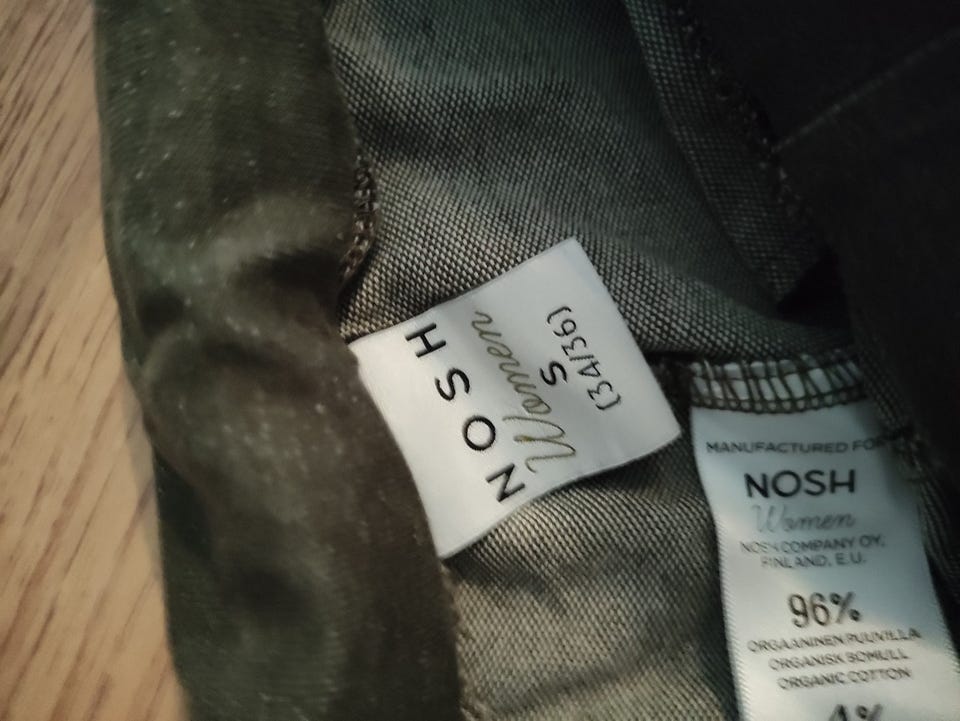 NOSH
Women
S
(34/36)
MANUFACTURED FOR
NOSH
Women
NOSH COMPANY OY,
FINLAND, E.U.
96%
ORGAANINEN PUUVILLA
ORGANISK BOMULL
ORGANIC COTTON
4%